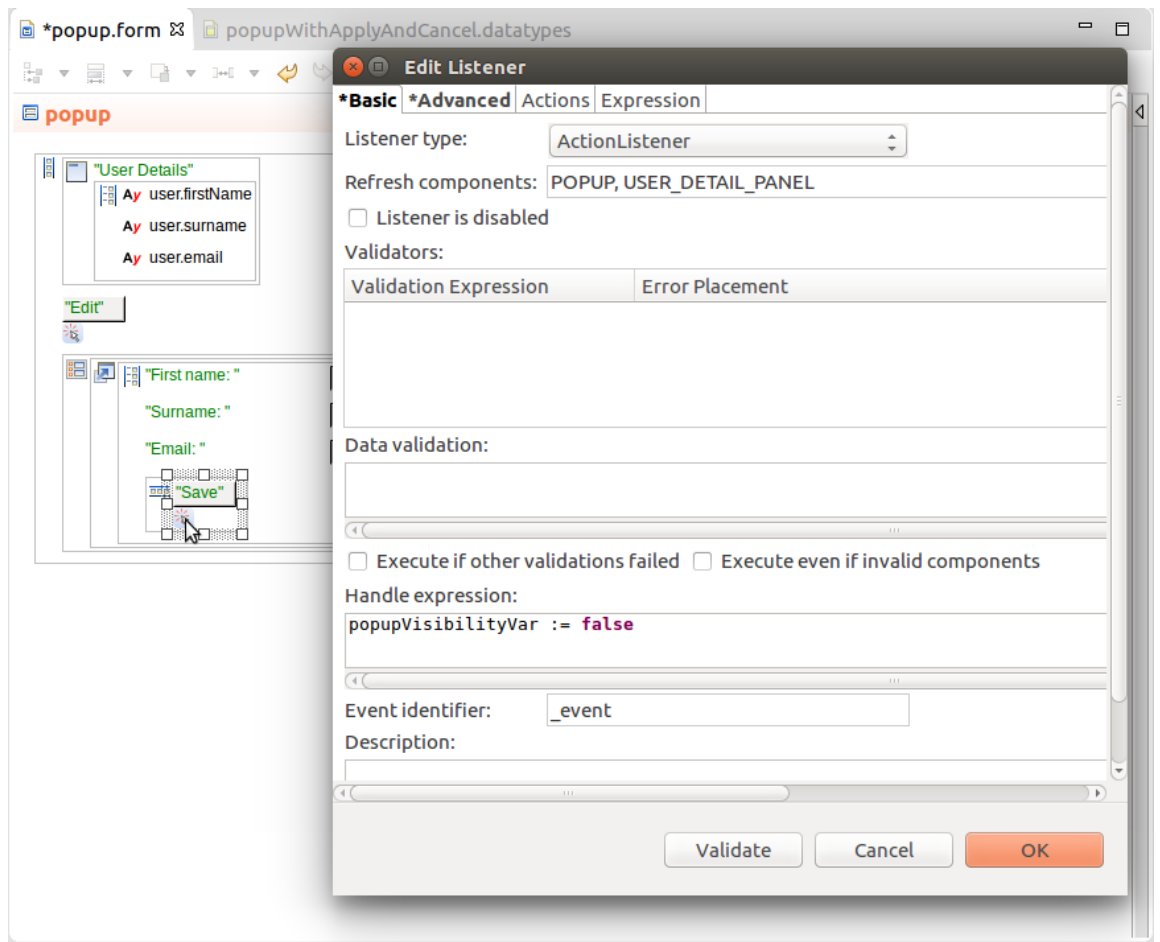 *popup.form popupWithApplyAndCancel.datatypes
Edit Listener
*Basic *Advanced Actions Expression
popup
Listener type: ActionListener
"User Details"
Refresh components: POPUP, USER_DETAIL_PANEL
Ay user.firstName
Listener is disabled
Ay user.surname
Validators:
Ay user.email
Validation Expression Error Placement
"Edit"
"First name: "
"Surname: "
"Email: "
Data validation:
"Save"
Execute if other validations failed Execute even if invalid components
Handle expression:
popupVisibilityVar := false
Event identifier: _event
Description:
Validate Cancel OK